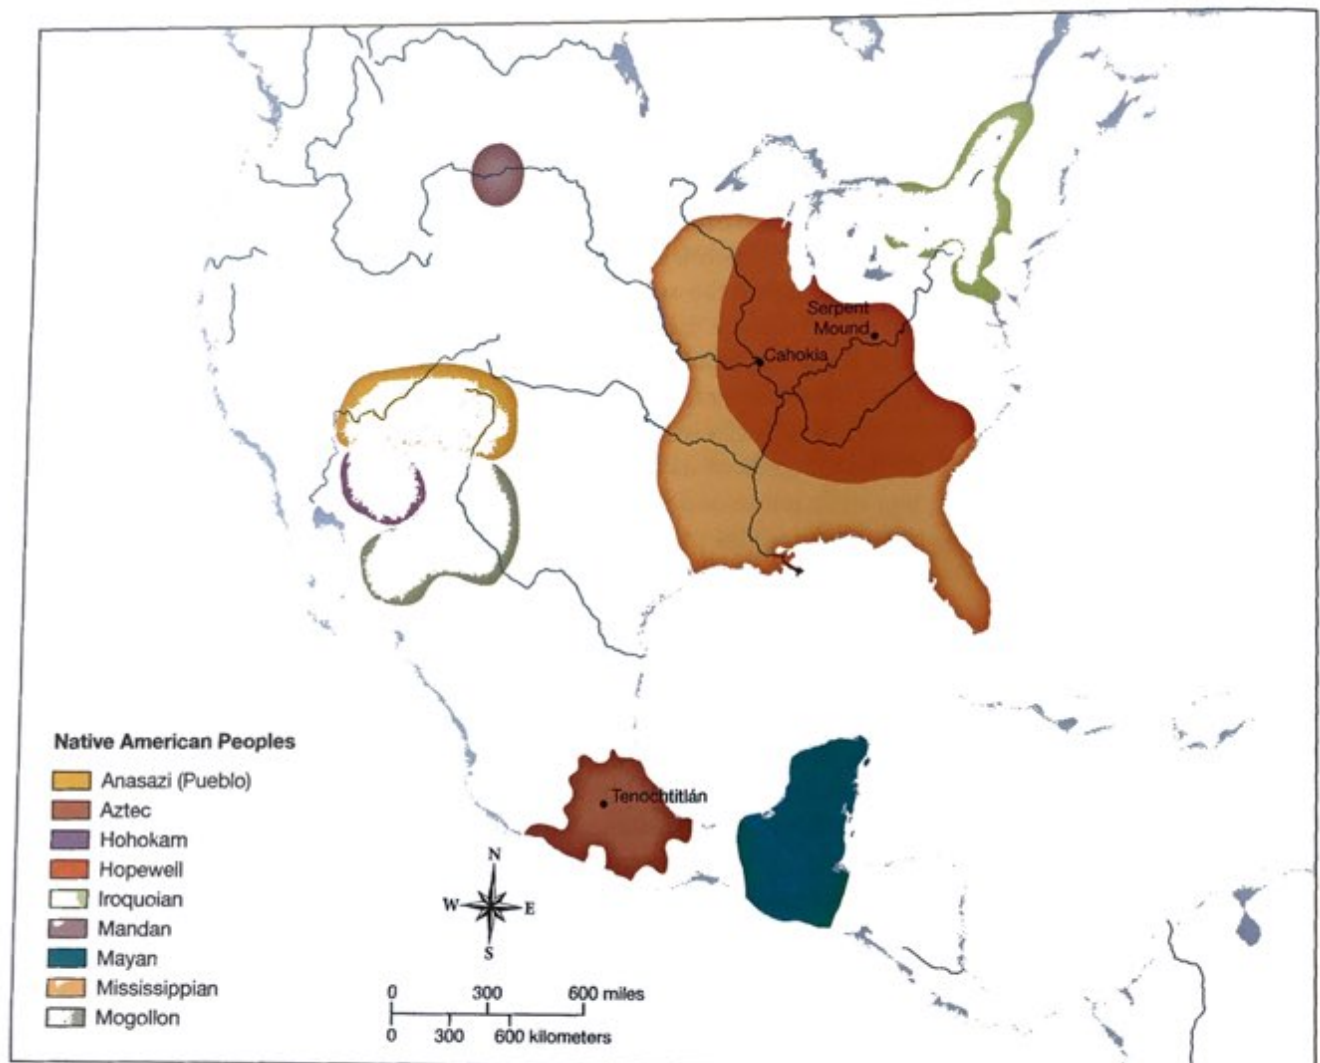 Serpent
Mound
Cahokia
Tenochtitlán
Native American Peoples
Anasazi (Pueblo)
Aztec
Hohokam
Hopewell
Iroquoian
Mandan
Mayan
Mississippian
Mogollon
N
W E
S
0 300 600 miles
0 300 600 kilometers